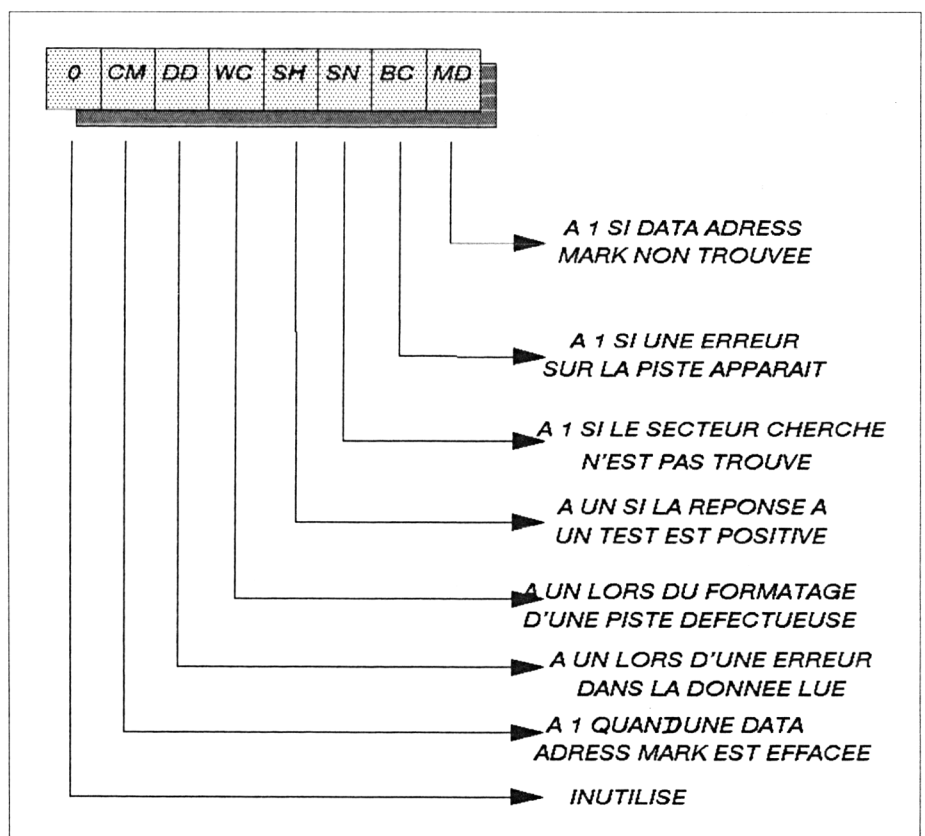 0 CM DD WC SH SN BC MD
A 1 SI DATA ADRESS
MARK NON TROUVEE
A 1 SI UNE ERREUR
SUR LA PISTE APPARAIT
A 1 SI LE SECTEUR CHERCHE
N'EST PAS TROUVE
A UN SI LA REPONSE A
UN TEST EST POSITIVE
A UN LORS DU FORMATAGE
D'UNE PISTE DEFECTUEUSE
A UN LORS D'UNE ERREUR
DANS LA DONNEE LUE
A 1 QUAND DUNE DATA
ADRESS MARK EST EFFACEE
INUTILISE